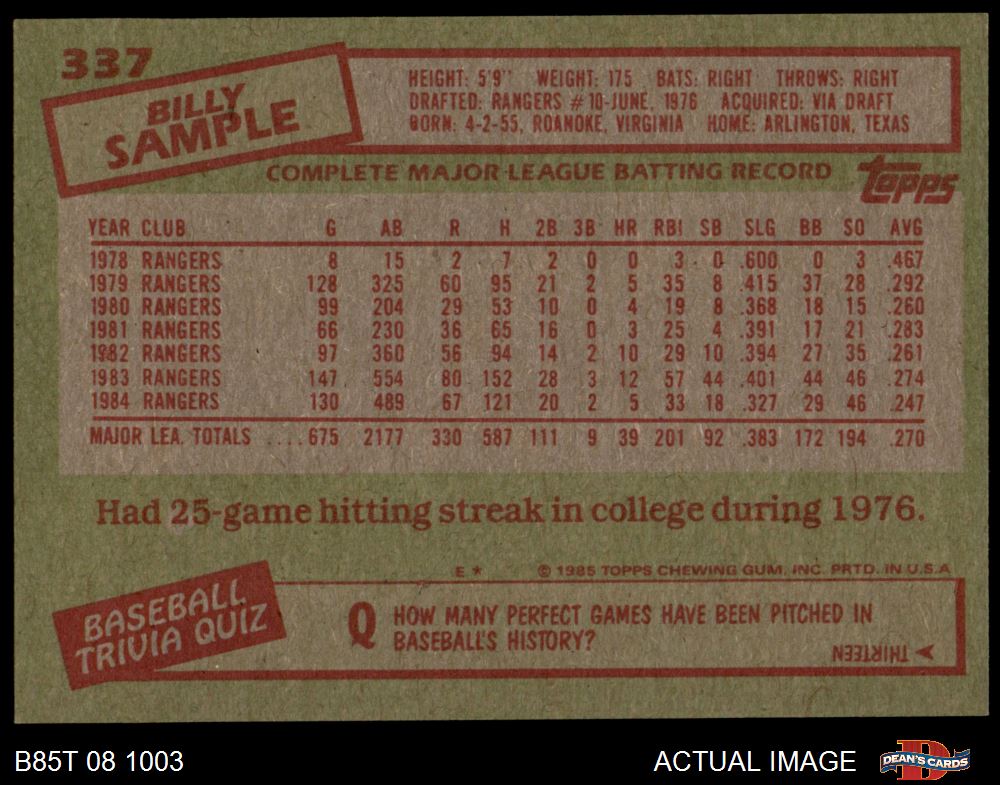 337
BILLY
SAMPLE
HEIGHT: 5'9" WEIGHT: 175 BATS: RIGHT THROWS: RIGHT
DRAFTED: RANGERS #10-JUNE, 1976 ACQUIRED: VIA DRAFT
BORN: 4-2-55, ROANOKE, VIRGINIA HOME: ARLINGTON, TEXAS
COMPLETE MAJOR LEAGUE BATTING RECORD
topps
YEAR CLUB G AB R H 2B 3B HR RBI SB SLG BB SO AVG
1978 RANGERS 8 15 2 7 2 0 0 3 0 .600 0 3 .467
1979 RANGERS 128 325 60 95 21 2 5 35 8 .415 37 28 .292
1980 RANGERS 99 204 29 53 10 0 4 19 8 .368 18 15 .260
1981 RANGERS 66 230 36 65 16 0 3 25 4 .391 17 21 .283
1982 RANGERS 97 360 56 94 14 2 10 29 10 .394 27 35 .261
1983 RANGERS 147 554 80 152 28 3 12 57 44 .401 44 46 .274
1984 RANGERS 130 489 67 121 20 2 5 33 18 .327 29 46 .247
MAJOR LEA. TOTALS ....675 2177 330 587 111 9 39 201 92 .383 172 194 .270
Had 25-game hitting streak in college during 1976.
E * © 1985 TOPPS CHEWING GUM, INC. PRTD. IN U.S.A
BASEBALL
TRIVIA QUIZ
Q HOW MANY PERFECT GAMES HAVE BEEN PITCHED IN
BASEBALL'S HISTORY?
THIRTEEN
B85T 08 1003
ACTUAL IMAGE
D
DEAN'S CARDS